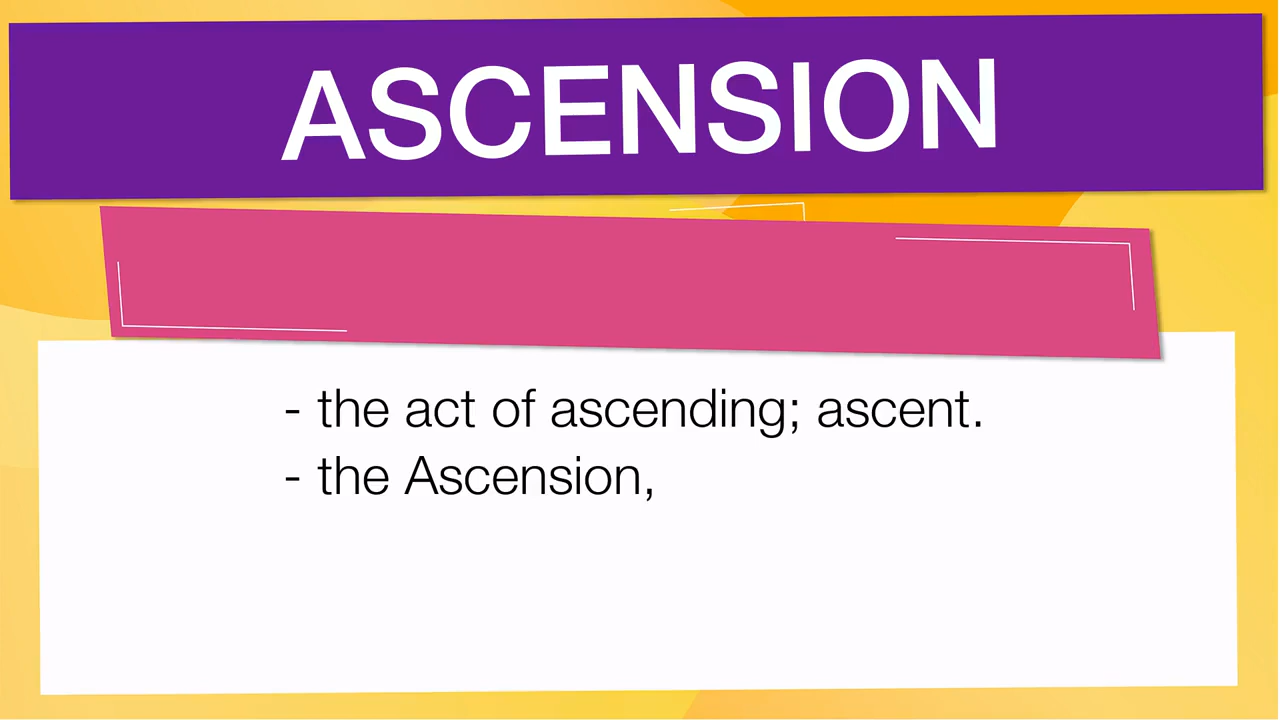 ASCENSION
- the act of ascending; ascent.
- the Ascension,